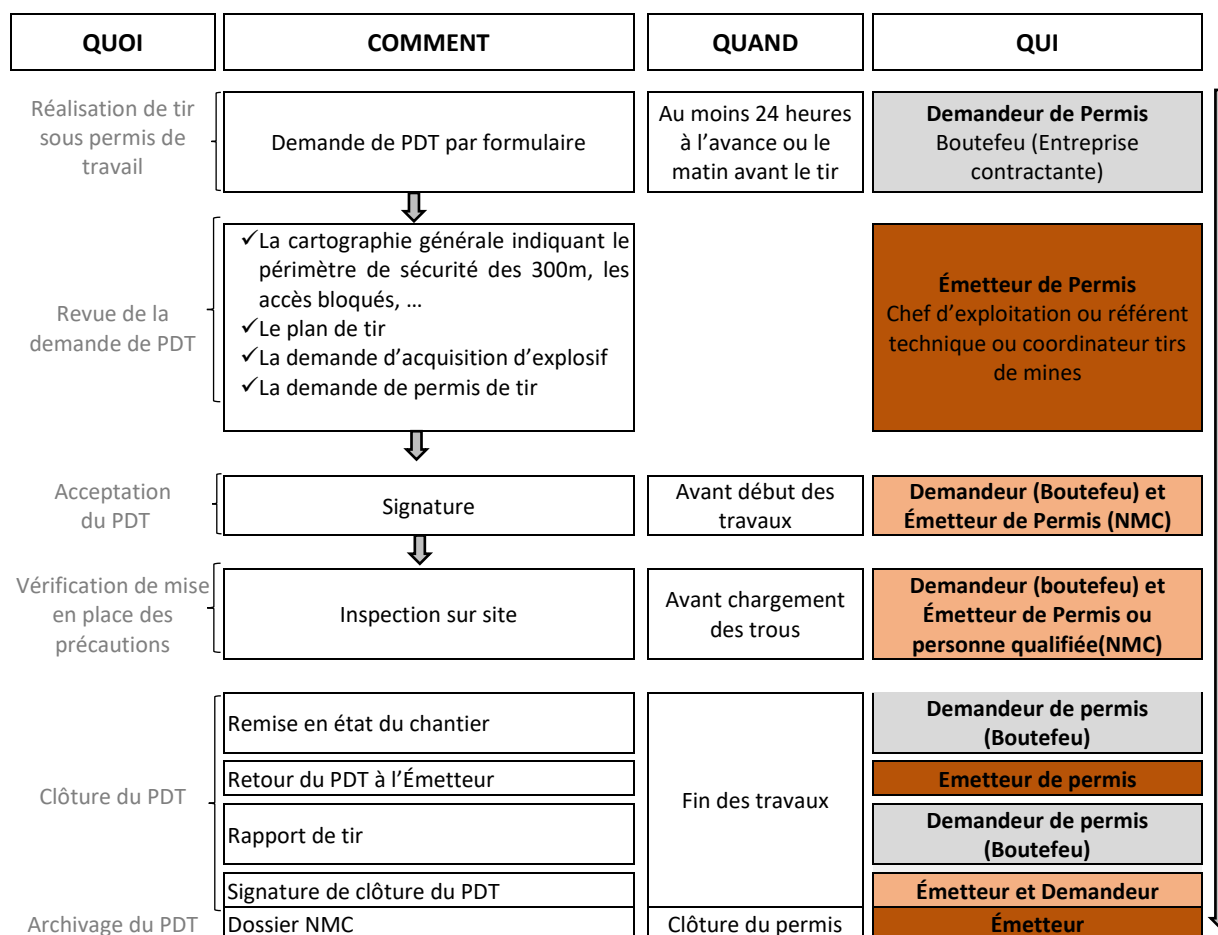 QUOI
COMMENT
QUAND
QUI
Réalisation de tir
sous permis de
travail
Demande de PDT par formulaire
Au moins 24 heures
à l’avance ou le
matin avant le tir
Demandeur de Permis
Boutefeu (Entreprise
contractante)
Revue de la
demande de PDT
✓La cartographie générale indiquant le
périmètre de sécurité des 300m, les
accès bloqués, …
✓Le plan de tir
✓La demande d’acquisition d’explosif
✓La demande de permis de tir
Émetteur de Permis
Chef d’exploitation ou référent
technique ou coordinateur tirs
de mines
Acceptation
du PDT
Signature
Avant début des
travaux
Demandeur (Boutefeu) et
Émetteur de Permis (NMC)
Vérification de mise
en place des
précautions
Inspection sur site
Avant chargement
des trous
Demandeur (boutefeu) et
Émetteur de Permis ou
personne qualifiée(NMC)
Clôture du PDT
Remise en état du chantier
Fin des travaux
Demandeur de permis
(Boutefeu)
Retour du PDT à l’Émetteur
Emetteur de permis
Rapport de tir
Demandeur de permis
(Boutefeu)
Signature de clôture du PDT
Émetteur et Demandeur
Archivage du PDT
Dossier NMC
Clôture du permis
Émetteur